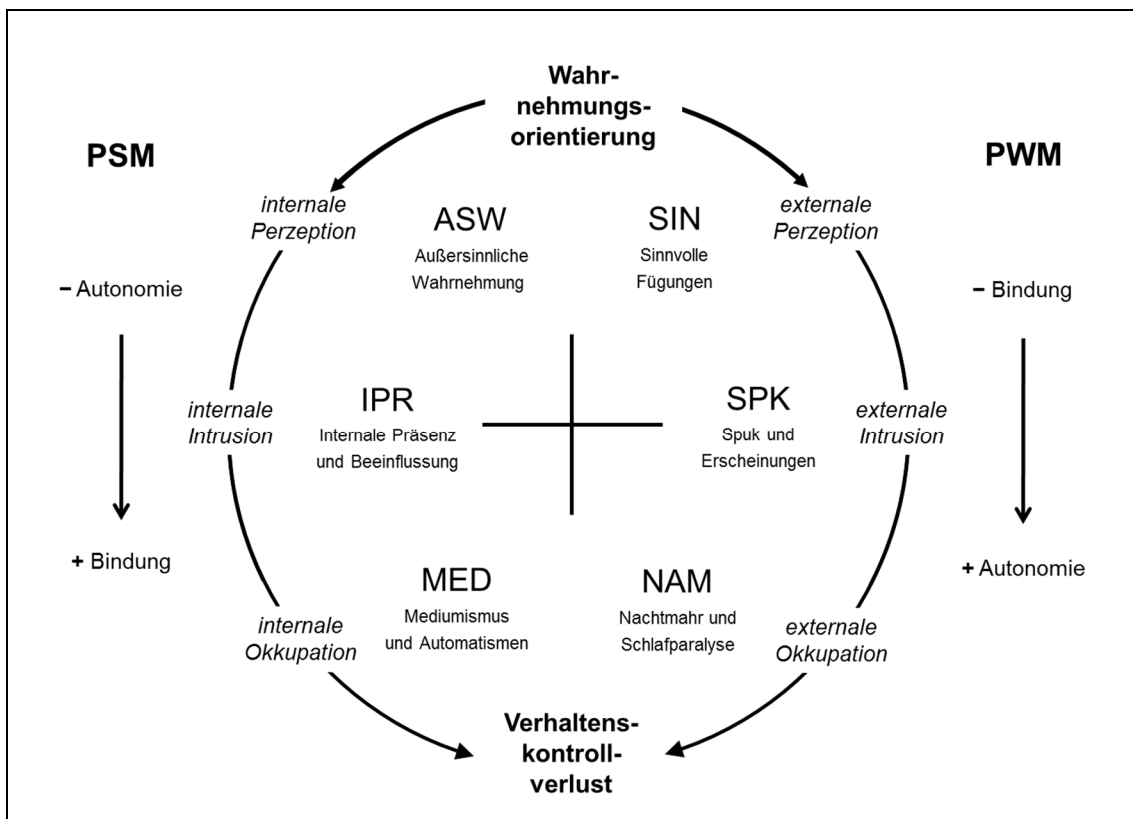 Wahr-
nehmungs-
orientierung
PSM
PWM
internale
Perzeption
ASW
Außersinnliche
Wahrnehmung
SIN
Sinnvolle
Fügungen
externale
Perzeption
– Autonomie
– Bindung
internale
Intrusion
IPR
Internale Präsenz
und Beeinflussung
SPK
Spuk und
Erscheinungen
externale
Intrusion
+ Bindung
+ Autonomie
internale
Okkupation
MED
Mediumismus
und Automatismen
NAM
Nachtmahr und
Schlafparalyse
externale
Okkupation
Verhaltens-
kontroll-
verlust